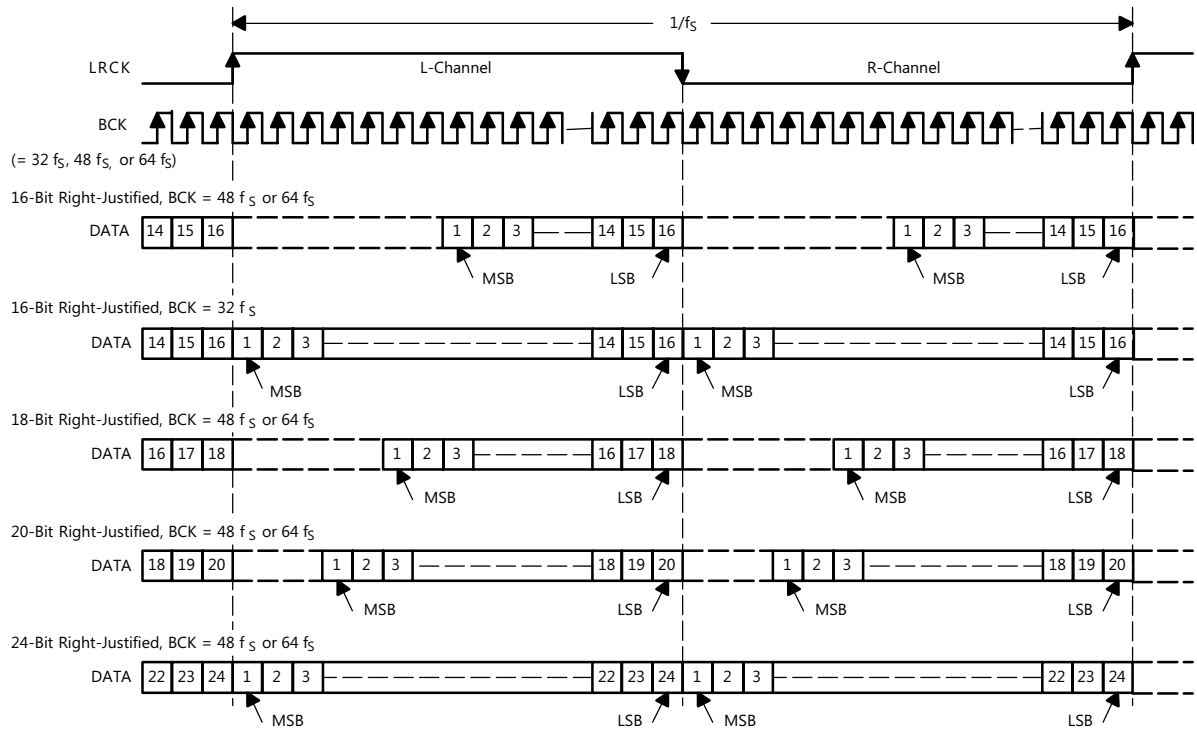 1/fS
LRCK L-Channel R-Channel
BCK
(= 32 fS, 48 fS, or 64 fS)
16-Bit Right-Justified, BCK = 48 fS or 64 fS
DATA 14 15 16 1 2 3 14 15 16 1 2 3 14 15 16
MSB LSB MSB LSB
16-Bit Right-Justified, BCK = 32 fS
DATA 14 15 16 1 2 3 14 15 16 1 2 3 14 15 16
MSB LSB MSB LSB
18-Bit Right-Justified, BCK = 48 fS or 64 fS
DATA 16 17 18 1 2 3 16 17 18 1 2 3 16 17 18
MSB LSB MSB LSB
20-Bit Right-Justified, BCK = 48 fS or 64 fS
DATA 18 19 20 1 2 3 18 19 20 1 2 3 18 19 20
MSB LSB MSB LSB
24-Bit Right-Justified, BCK = 48 fS or 64 fS
DATA 22 23 24 1 2 3 22 23 24 1 2 3 22 23 24
MSB LSB MSB LSB